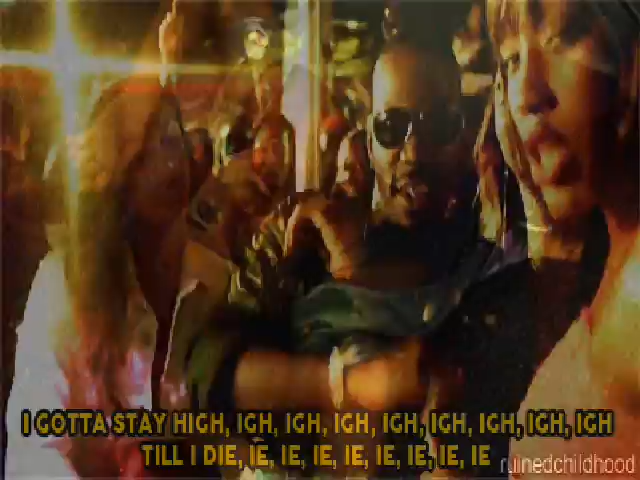 I GOTTA STAY HIGH, IGH, IGH, IGH, IGH, IGH, IGH, IGH, IGH
TILL I DIE, IE, IE, IE, IE, IE, IE, IE, IE
ruinedchildhood